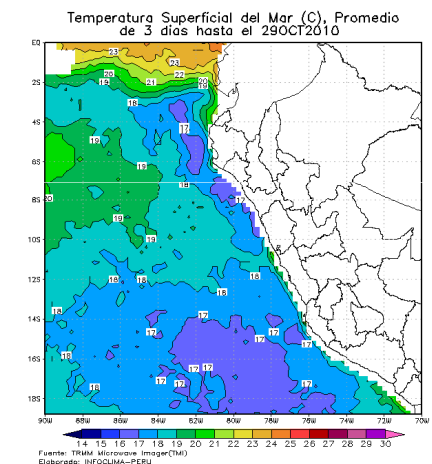 Temperatura Superficial del Mar (C), Promedio
de 3 dias hasta el 29OCT2010
EQ
2S
4S
6S
8S
10S
12S
14S
16S
18S
23
22
20
21
19
20
19
18
17
19
19
18
20
17
19
19
18
18
18
18
18
17
17
17
17
17
18
17
17
17
17
18
90W
88W
86W
84W
82W
80W
78W
76W
74W
72W
70W
14 15 16 17 18 19 20 21 22 23 24 25 26 27 28 29 30
Fuente: TRMM Microwave Imager(TMI)
Elaborado: INFOCLIMA-PERU